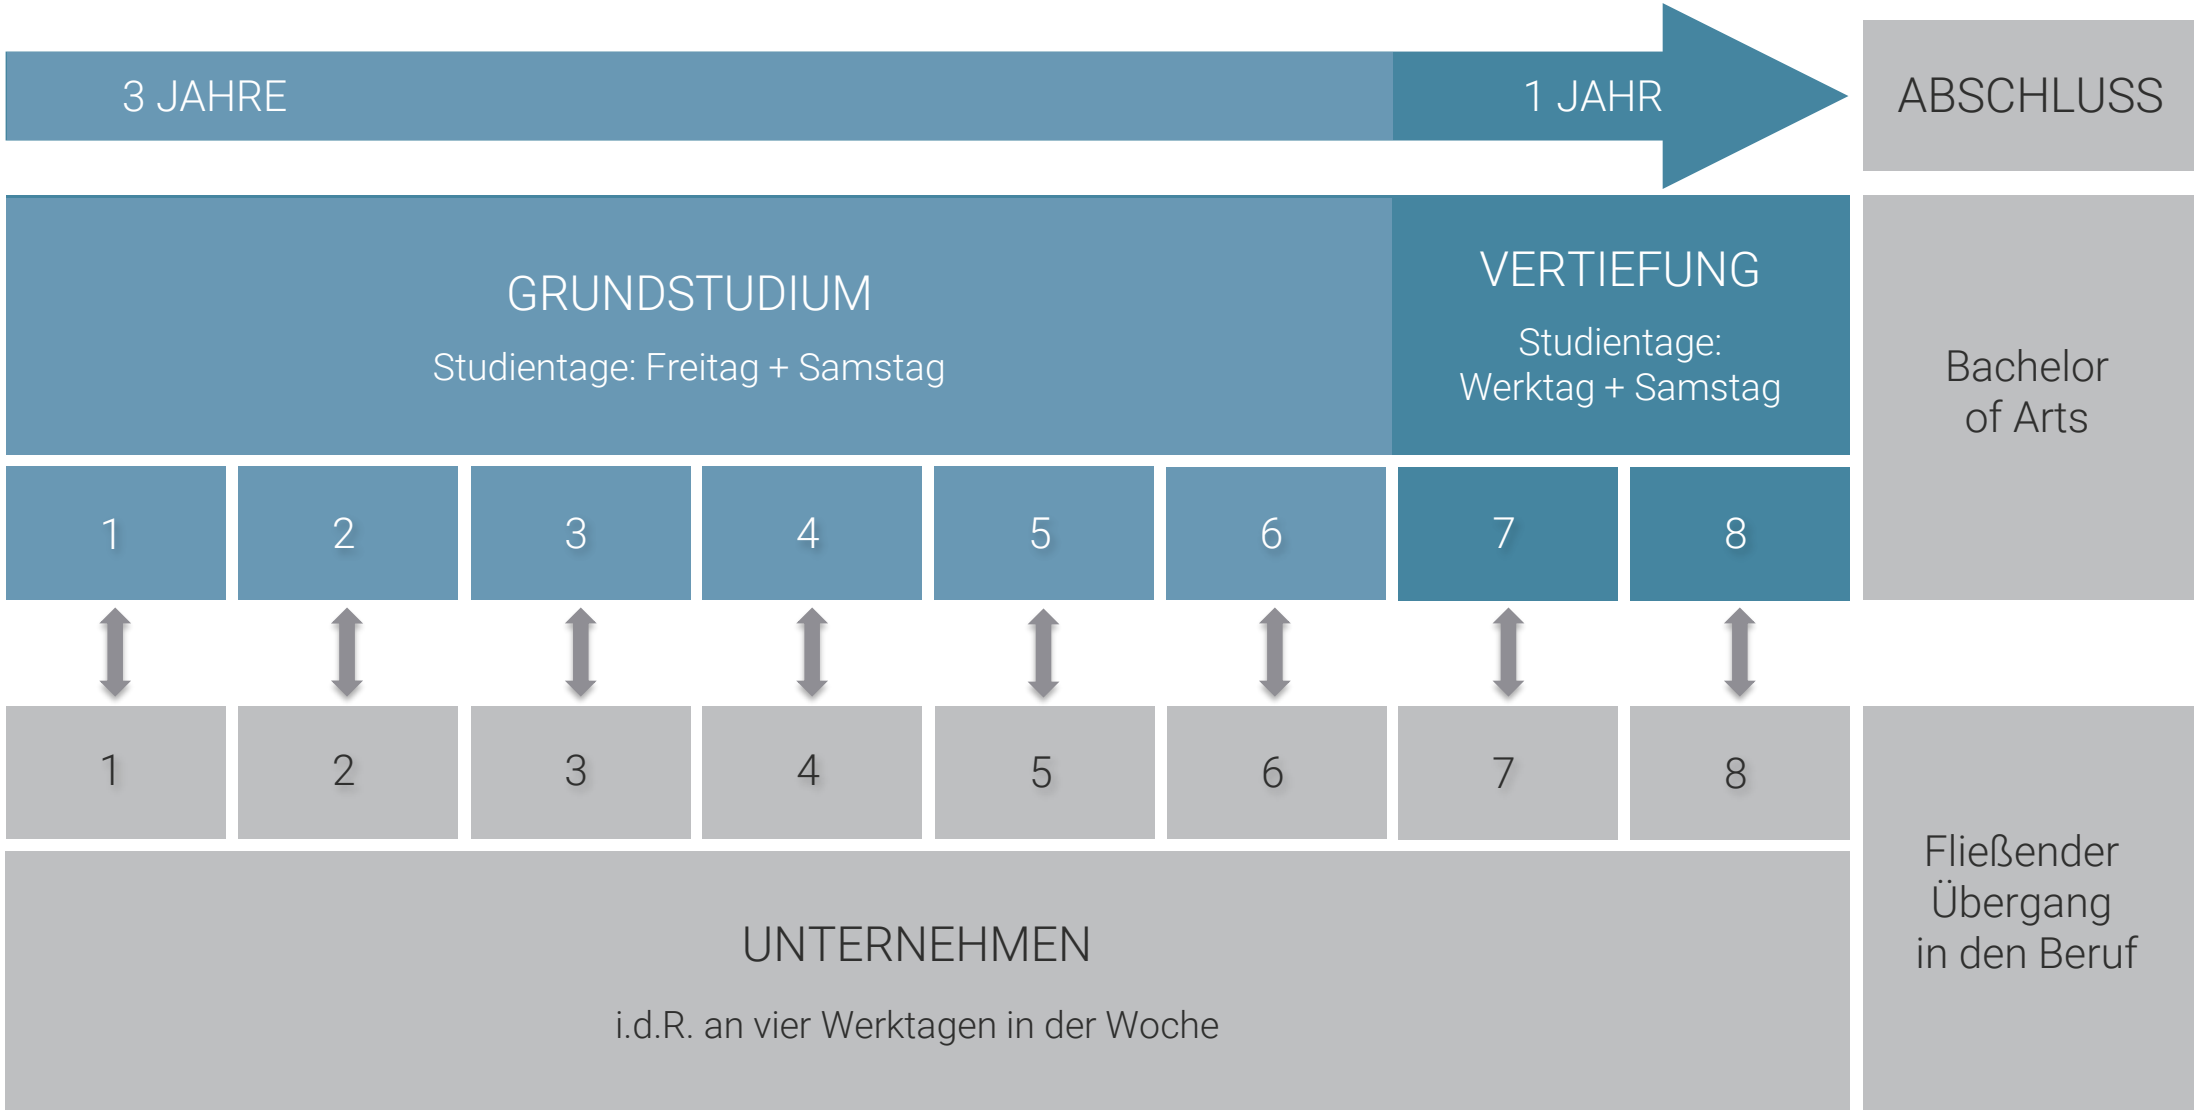 3 JAHRE
1 JAHR
ABSCHLUSS
GRUNDSTUDIUM
Studientage: Freitag + Samstag
VERTIEFUNG
Studientage:
Werktag + Samstag
Bachelor
of Arts
1
2
3
4
5
6
7
8
1
2
3
4
5
6
7
8
UNTERNEHMEN
i.d.R. an vier Werktagen in der Woche
Fließender
Übergang
in den Beruf